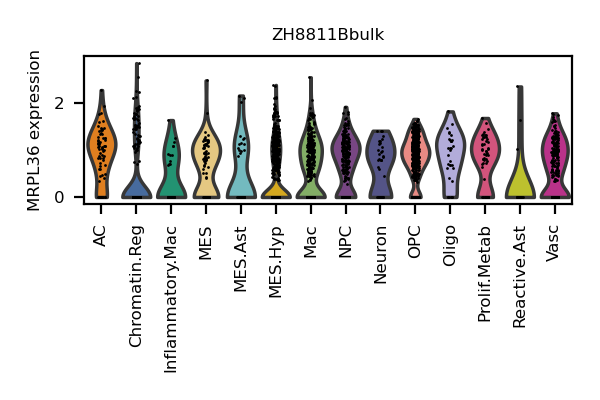 ZH8811Bbulk
MRPL36 expression
2
0
AC
Chromatin.Reg
Inflammatory.Mac
MES
MES.Ast
MES.Hyp
Mac
NPC
Neuron
OPC
Oligo
Prolif.Metab
Reactive.Ast
Vasc